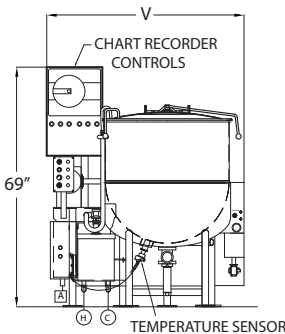 V
CHART RECORDER
CONTROLS
69”
A
H
C
TEMPERATURE SENSOR